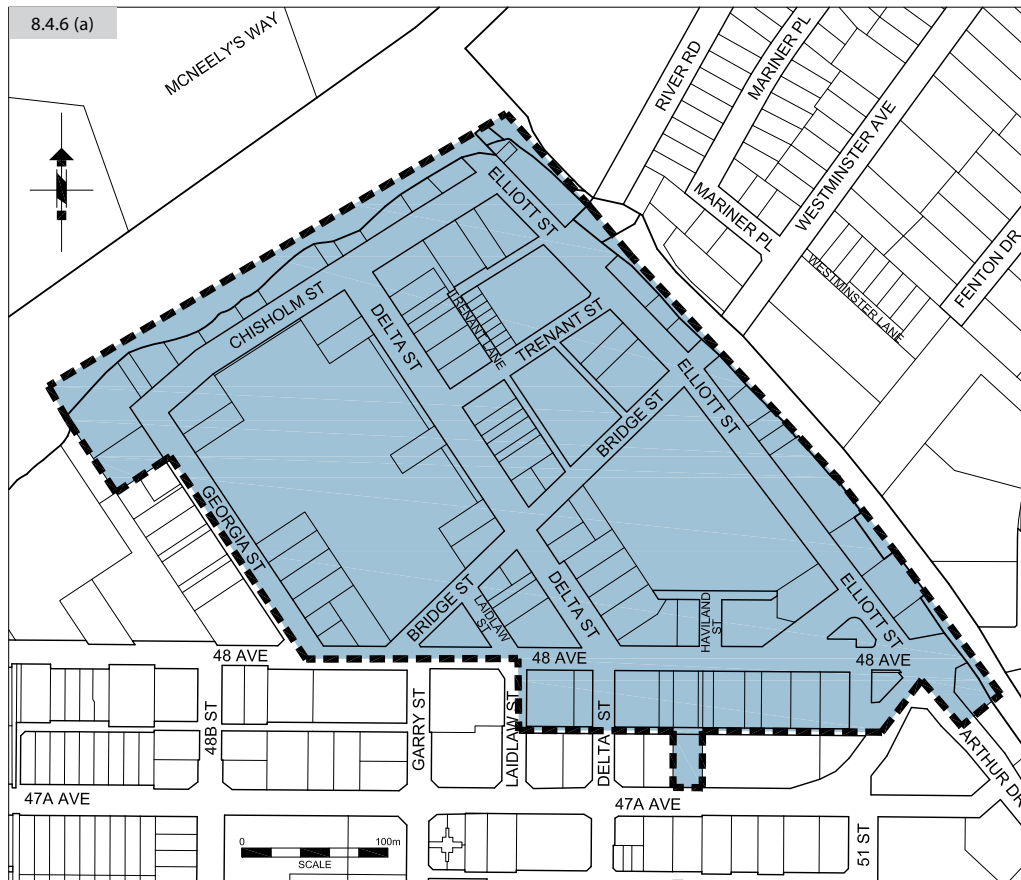 8.4.6 (a)
MCNEELY'S WAY
RIVER RD
MARINER PL
WESTMINSTER AVE
MARINER PL
ELLIOTT ST
WESTMINSTER LANE
FENTON DR
CHISHOLM ST
DELTA ST
TRENANT LANE
TRENANT ST
ELLIOTT ST
BRIDGE ST
GEORGIA ST
BRIDGE ST
LAIDLAW ST
DELTA ST
HAVILAND ST
ELLIOTT ST
48 AVE
48 AVE
48 AVE
48B ST
GARRY ST
LAIDLAW ST
DELTA ST
ARTHUR DR
47A AVE
47A AVE
51 ST
0 100m
SCALE